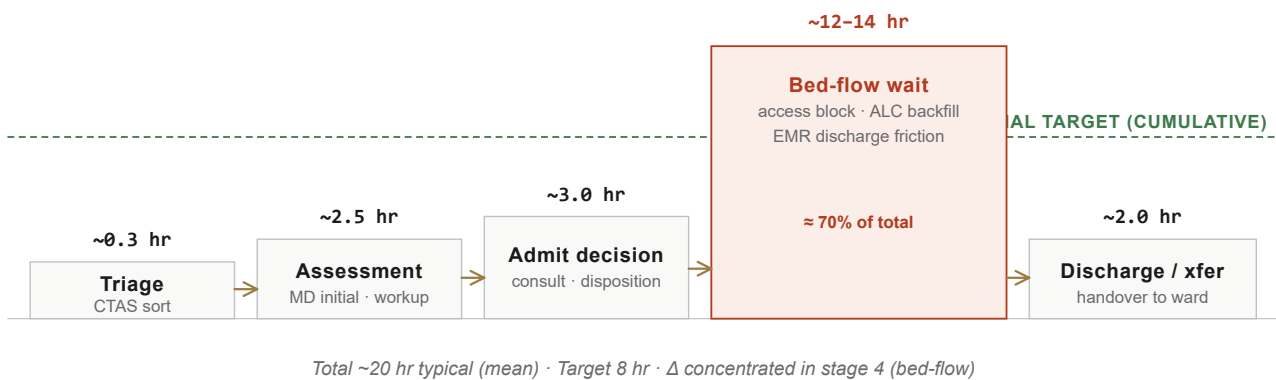 ~12–14 hr
Bed-flow wait
access block · ALC backfill
EMR discharge friction
≈ 70% of total
TARGET (CUMULATIVE)
~0.3 hr
Triage
CTAS sort
~2.5 hr
Assessment
MD initial · workup
~3.0 hr
Admit decision
consult · disposition
~2.0 hr
Discharge / xfer
handover to ward
Total ~20 hr typical (mean) · Target 8 hr · Δ concentrated in stage 4 (bed-flow)